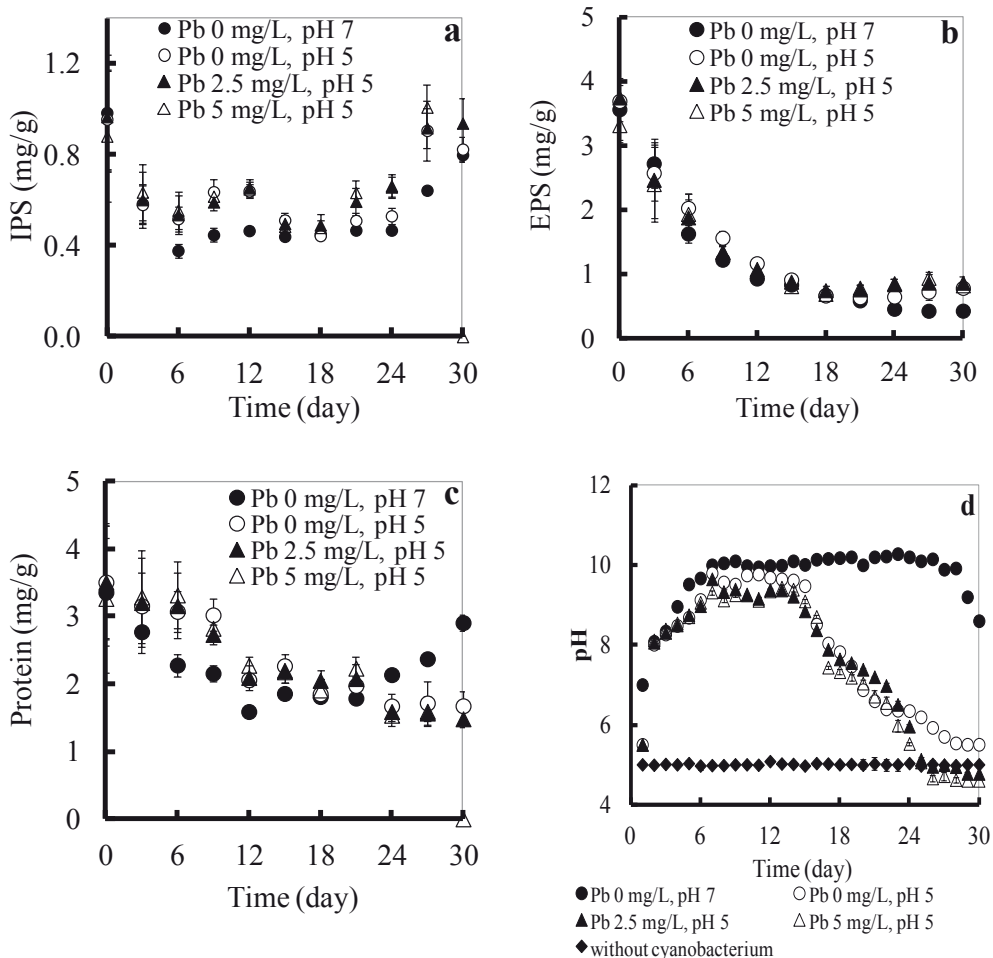 a
Pb 0 mg/L, pH 7
Pb 0 mg/L, pH 5
Pb 2.5 mg/L, pH 5
Pb 5 mg/L, pH 5
IPS (mg/g)
1.2
0.8
0.4
0.0
0 6 12 18 24 30
Time (day)
b
Pb 0 mg/L, pH 7
Pb 0 mg/L, pH 5
Pb 2.5 mg/L, pH 5
Pb 5 mg/L, pH 5
EPS (mg/g)
5
4
3
2
1
0
0 6 12 18 24 30
Time (day)
c
Pb 0 mg/L, pH 7
Pb 0 mg/L, pH 5
Pb 2.5 mg/L, pH 5
Pb 5 mg/L, pH 5
Protein (mg/g)
5
4
3
2
1
0
0 6 12 18 24 30
Time (day)
d
pH
12
10
8
6
4
0 6 12 18 24 30
Time (day)
Pb 0 mg/L, pH 7 Pb 0 mg/L, pH 5
Pb 2.5 mg/L, pH 5 Pb 5 mg/L, pH 5
without cyanobacterium